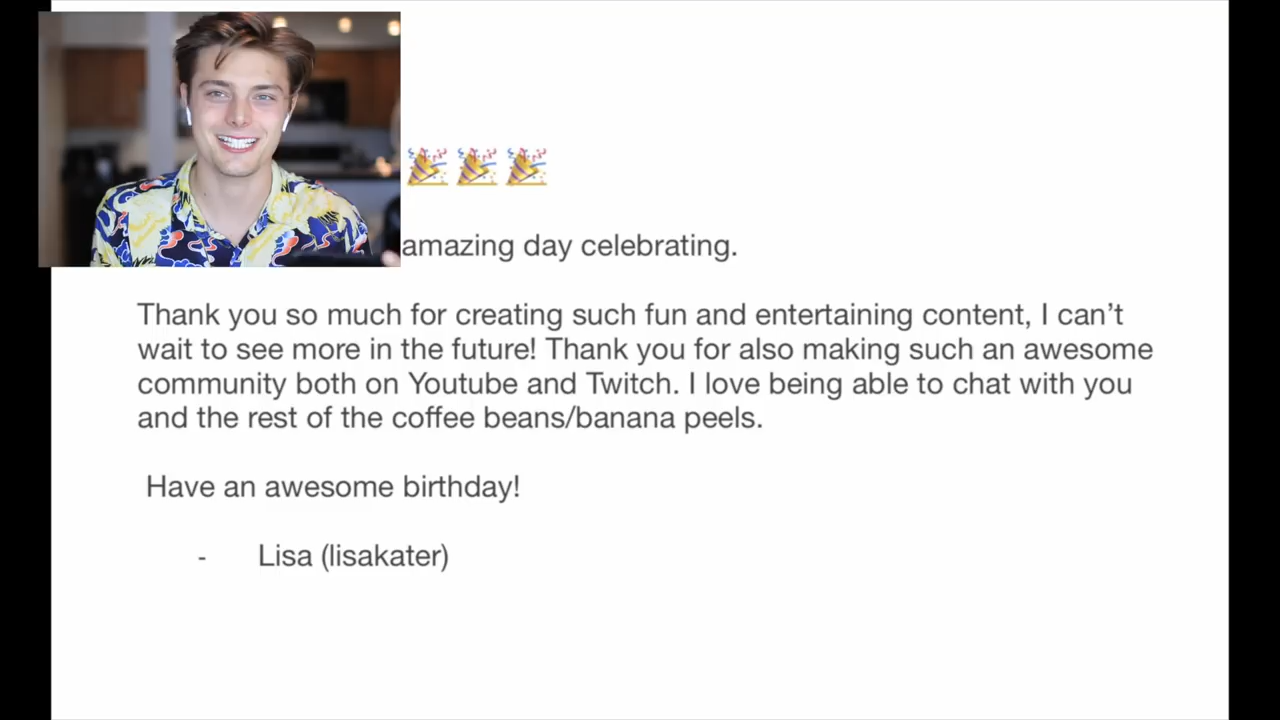 🎉🎉🎉
amazing day celebrating.
Thank you so much for creating such fun and entertaining content, I can’t
wait to see more in the future! Thank you for also making such an awesome
community both on Youtube and Twitch. I love being able to chat with you
and the rest of the coffee beans/banana peels.
Have an awesome birthday!
- Lisa (lisakater)